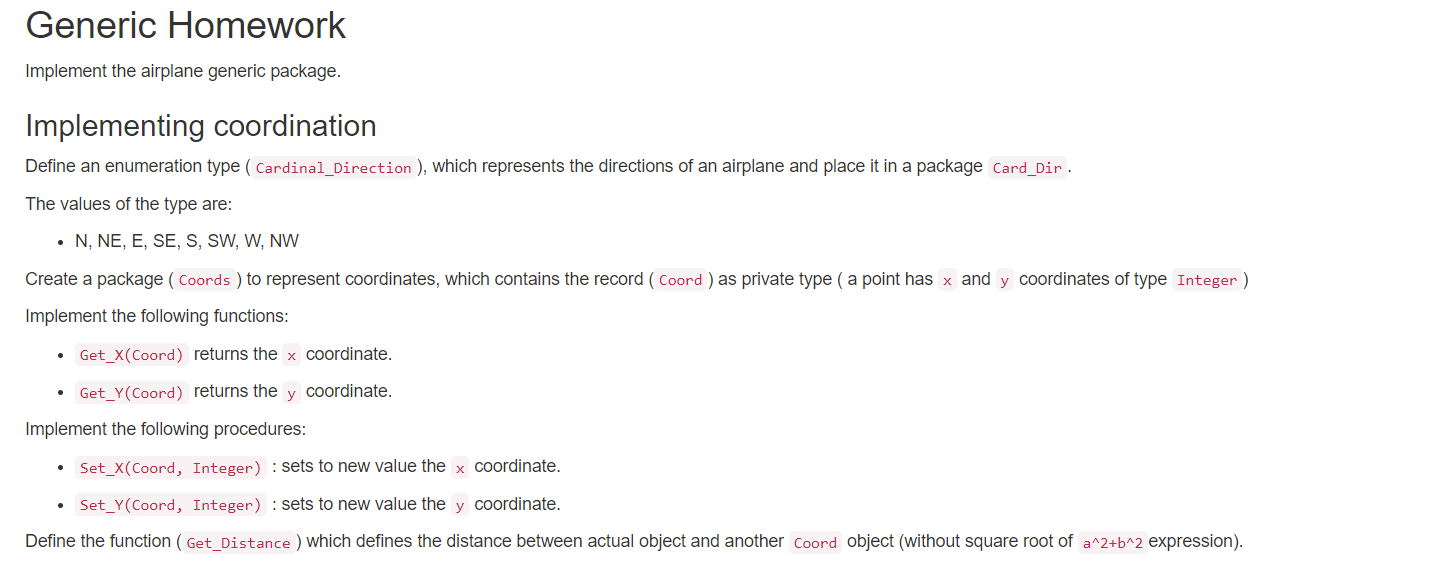 Generic Homework
Implement the airplane generic package.
Implementing coordination
Define an enumeration type ( Cardinal_Direction ), which represents the directions of an airplane and place it in a package Card_Dir .
The values of the type are:
• N, NE, E, SE, S, SW, W, NW
Create a package ( Coords ) to represent coordinates, which contains the record ( Coord ) as private type ( a point has x and y coordinates of type Integer )
Implement the following functions:
• Get_X(Coord) returns the x coordinate.
• Get_Y(Coord) returns the y coordinate.
Implement the following procedures:
• Set_X(Coord, Integer) : sets to new value the x coordinate.
• Set_Y(Coord, Integer) : sets to new value the y coordinate.
Define the function ( Get_Distance ) which defines the distance between actual object and another Coord object (without square root of a^2+b^2 expression).